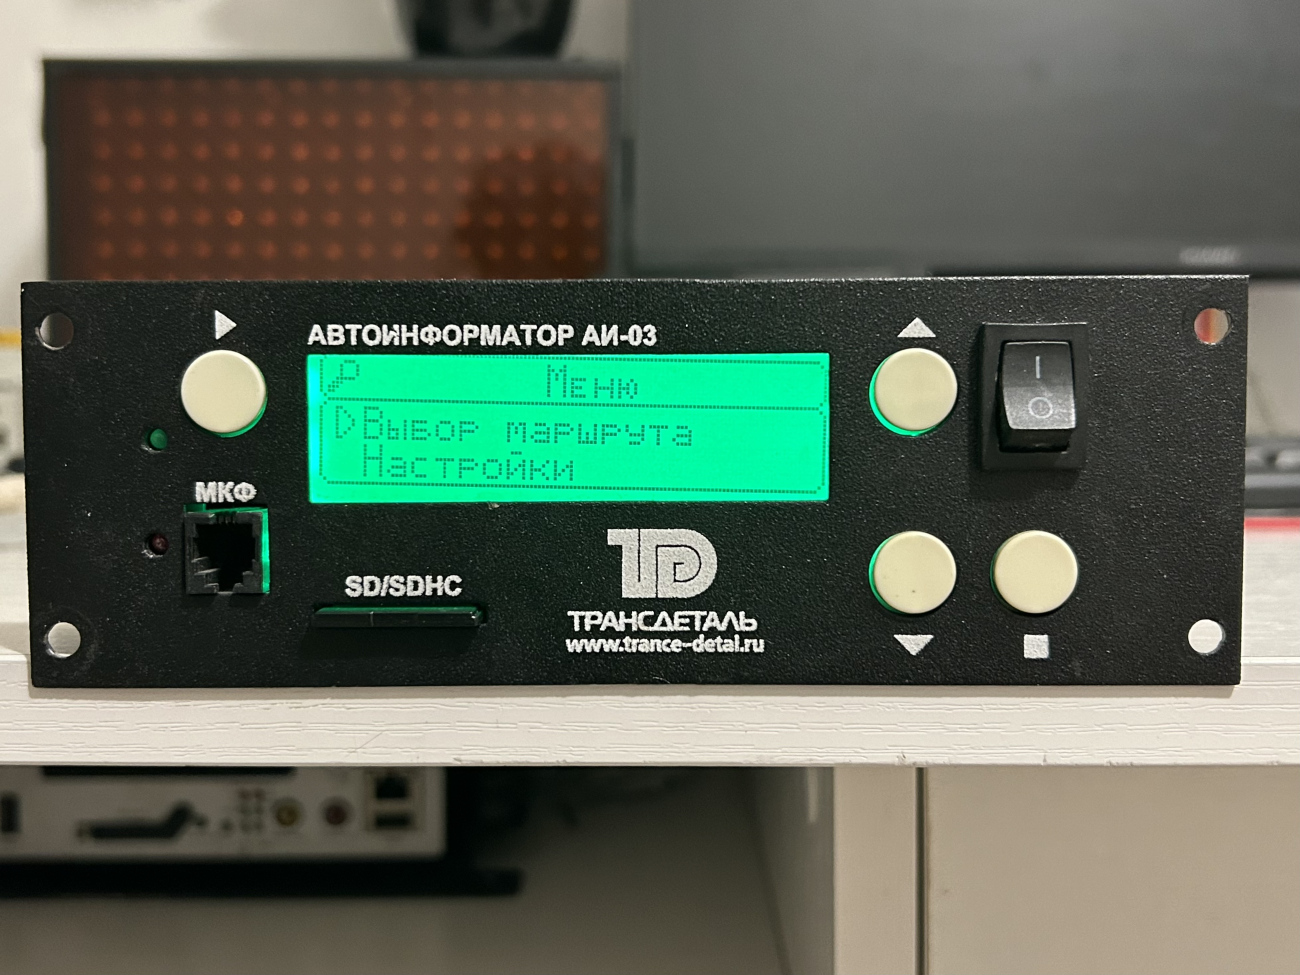 АВТОИНФОРМАТОР АИ-03
Меню
Выбор маршрута
Настройки
МКФ
SD/SDHC
ТРАНСДЕТАЛЬ
www.trance-detal.ru